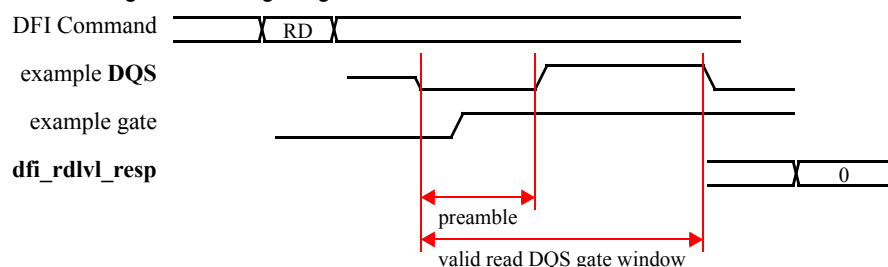 DFI Command
RD
example DQS
example gate
dfi_rdlvl_resp
0
preamble
valid read DQS gate window